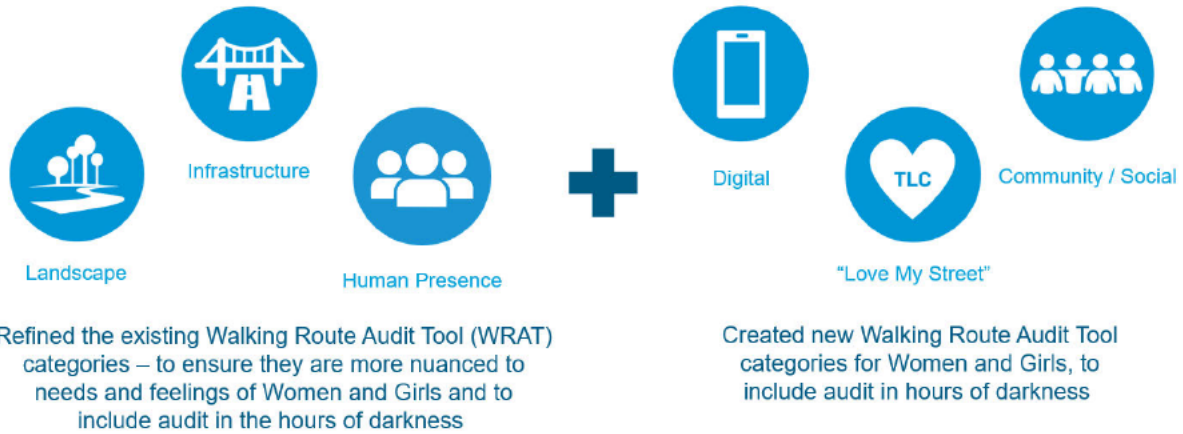 Infrastructure
Landscape
Human Presence
Refined the existing Walking Route Audit Tool (WRAT)
categories – to ensure they are more nuanced to
needs and feelings of Women and Girls and to
include audit in the hours of darkness
Digital
TLC
Community / Social
“Love My Street”
Created new Walking Route Audit Tool
categories for Women and Girls, to
include audit in hours of darkness